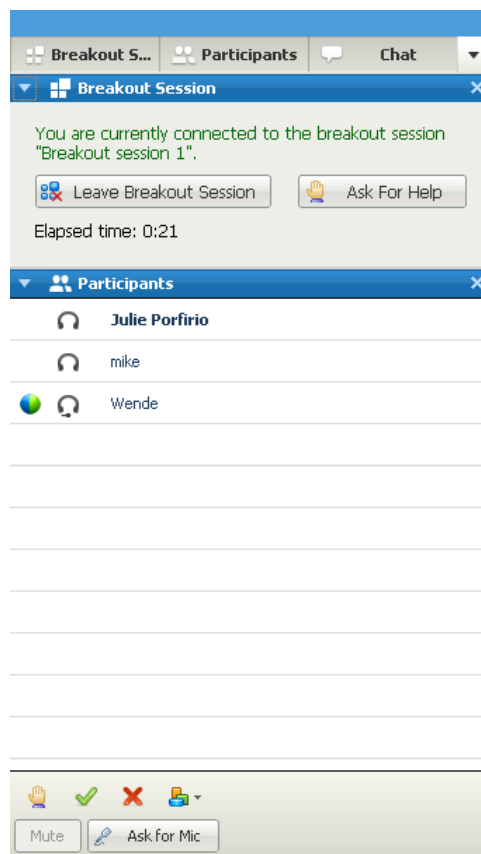 Breakout S... Participants Chat
Breakout Session
You are currently connected to the breakout session
"Breakout session 1".
Leave Breakout Session Ask For Help
Elapsed time: 0:21
Participants
Julie Porfirio
mike
Wende
Mute Ask for Mic